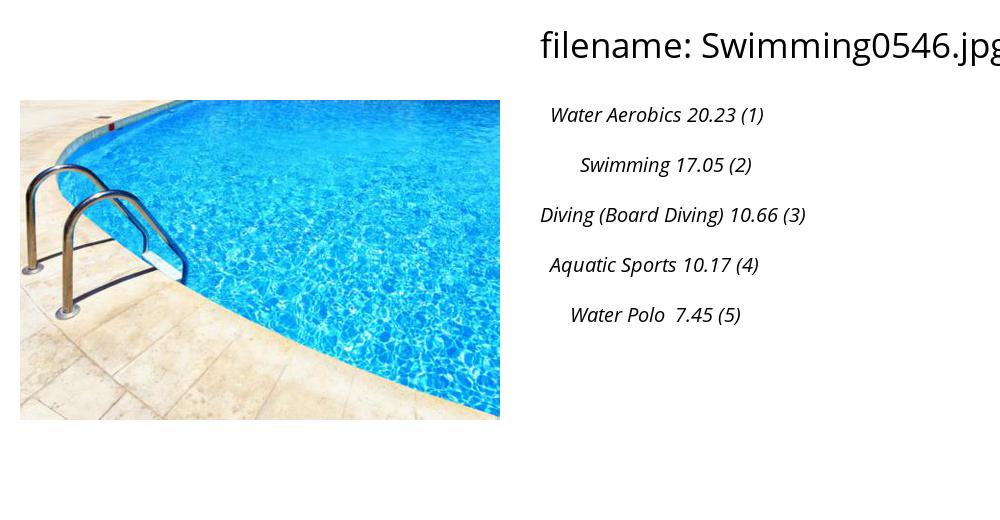 filename: Swimming0546.jpg
Water Aerobics 20.23 (1)
Swimming 17.05 (2)
Diving (Board Diving) 10.66 (3)
Aquatic Sports 10.17 (4)
Water Polo  7.45 (5)